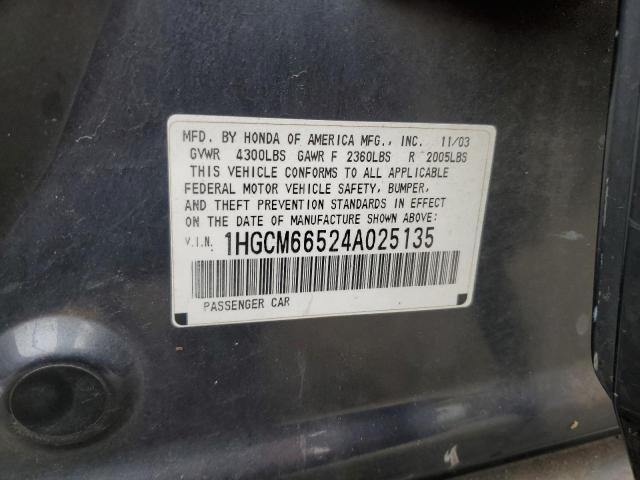 MFD. BY HONDA OF AMERICA MFG., INC. 11/03
GVWR 4300LBS GAWR F 2360LBS R 2005LBS
THIS VEHICLE CONFORMS TO ALL APPLICABLE
FEDERAL MOTOR VEHICLE SAFETY, BUMPER,
AND THEFT PREVENTION STANDARDS IN EFFECT
ON THE DATE OF MANUFACTURE SHOWN ABOVE:
V.I.N. 1HGCM66524A025135
PASSENGER CAR